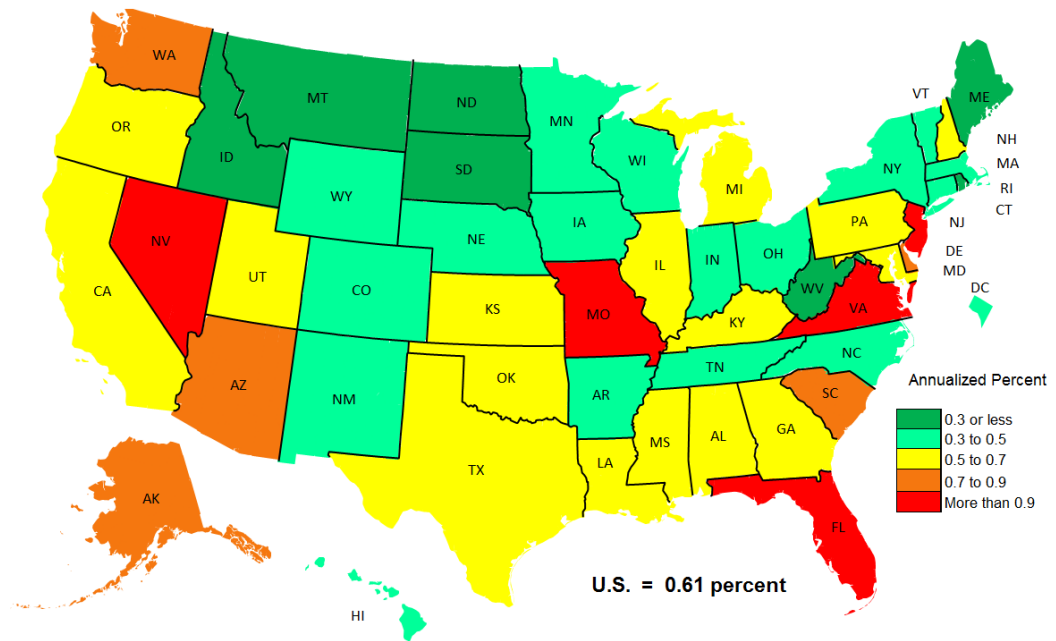 WA
OR
CA
NV
ID
MT
WY
UT
AZ
CO
NM
ND
SD
NE
KS
OK
TX
MN
IA
MO
AR
LA
WI
IL
MI
IN
OH
KY
TN
MS
AL
GA
FL
SC
NC
VA
WV
PA
NY
VT
ME
NH
MA
RI
CT
NJ
DE
MD
DC
AK
HI
Annualized Percent
0.3 or less
0.3 to 0.5
0.5 to 0.7
0.7 to 0.9
More than 0.9
U.S. = 0.61 percent